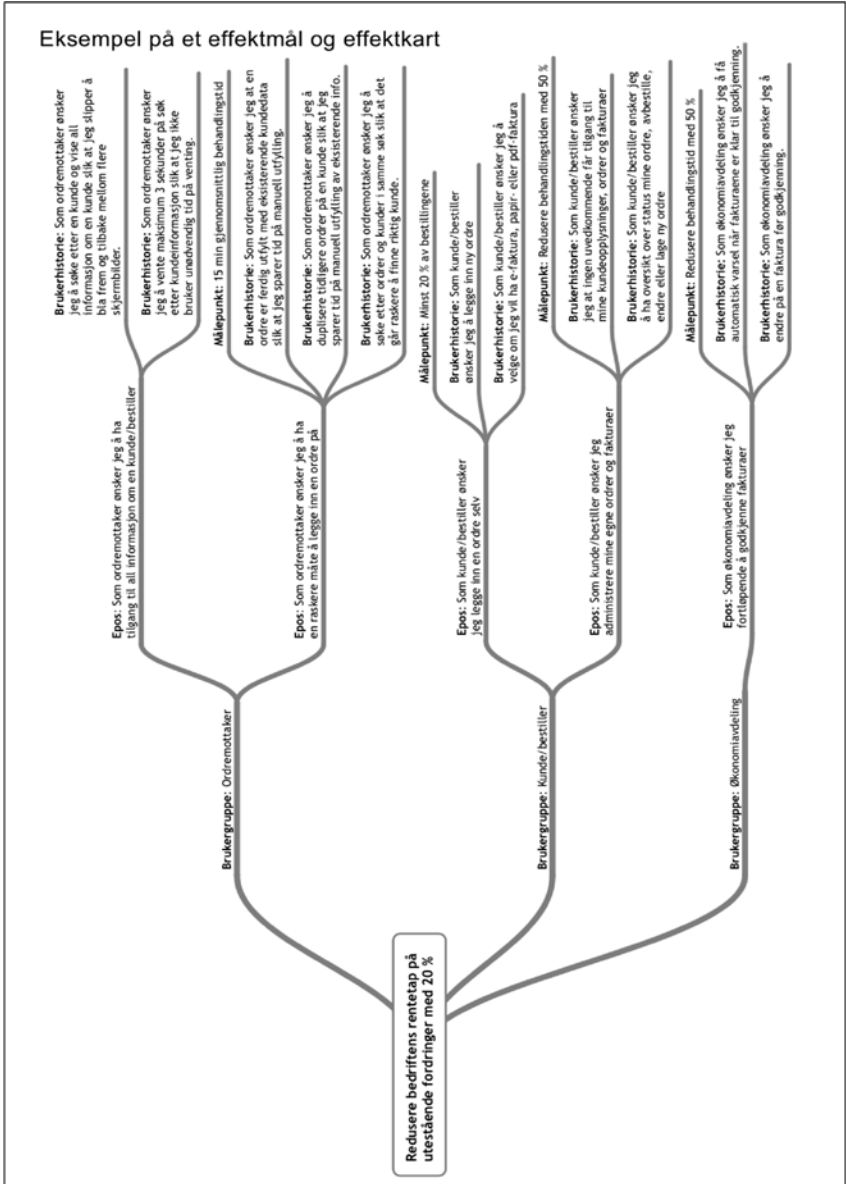 Eksempel på et effektmål og effektkart
Redusere bedriftens rentetap på
utestående fordringer med 20 %
Brukergruppe: Ordremottaker
Epos: Som ordremottaker ønsker jeg å ha
tilgang til all informasjon om en kunde/bestiller
Brukerhistorie: Som ordremottaker ønsker
jeg å søke etter en kunde og vise all
informasjon om en kunde slik at jeg slipper å
bla frem og tilbake mellom flere
skjermbilder.
Brukerhistorie: Som ordremottaker ønsker
jeg å vente maksimum 3 sekunder på søk
etter kundeinformasjon slik at jeg ikke
bruker unødvendig tid på venting.
Epos: Som ordremottaker ønsker jeg å ha
en raskere måte å legge inn en ordre på
Målepunkt: 15 min gjennomsnittlig behandlingstid
Brukerhistorie: Som ordremottaker ønsker jeg at en
ordre er ferdig utfylt med eksisterende kundedata
slik at jeg sparer tid på manuell utfylling.
Brukerhistorie: Som ordremottaker ønsker jeg å
duplisere tidligere ordrer på en kunde slik at jeg
sparer tid på manuell utfylling av eksisterende info.
Brukerhistorie: Som ordremottaker ønsker jeg å
søke etter ordrer og kunder i samme søk slik at det
går raskere å finne riktig kunde.
Brukergruppe: Kunde/bestiller
Epos: Som kunde/bestiller ønsker
jeg legge inn en ordre selv
Målepunkt: Minst 20 % av bestillingene
Brukerhistorie: Som kunde/bestiller
ønsker jeg å legge inn ny ordre
Brukerhistorie: Som kunde/bestiller ønsker jeg å
velge om jeg vil ha e-faktura, papir- eller pdf-faktura
Epos: Som kunde/bestiller ønsker jeg
administrere mine egne ordrer og fakturaer
Målepunkt: Redusere behandlingstiden med 50 %
Brukerhistorie: Som kunde/bestiller ønsker
jeg at ingen uvedkommende får tilgang til
mine kundeopplysninger, ordrer og fakturaer
Brukerhistorie: Som kunde/bestiller ønsker jeg
å ha oversikt over status mine ordre, avbestille,
endre eller lage ny ordre
Brukergruppe: Økonomiavdeling
Epos: Som økonomiavdeling ønsker jeg
fortløpende å godkjenne fakturaer
Målepunkt: Redusere behandlingstid med 50 %
Brukerhistorie: Som økonomiavdeling ønsker jeg å få
automatisk varsel når fakturaene er klar til godkjenning.
Brukerhistorie: Som økonomiavdeling ønsker jeg å
endre på en faktura før godkjenning.